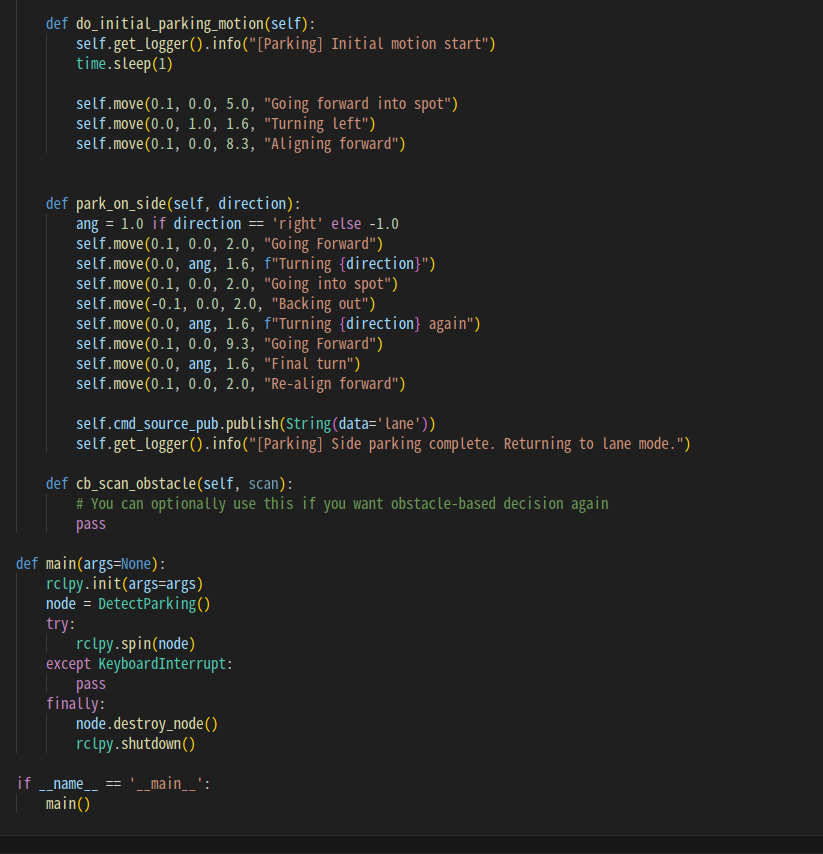 def do_initial_parking_motion(self):
self.get_logger().info("[Parking] Initial motion start")
time.sleep(1)
self.move(0.1, 0.0, 5.0, "Going forward into spot")
self.move(0.0, 1.0, 1.6, "Turning left")
self.move(0.1, 0.0, 8.3, "Aligning forward")
def park_on_side(self, direction):
ang = 1.0 if direction == 'right' else -1.0
self.move(0.1, 0.0, 2.0, "Going Forward")
self.move(0.0, ang, 1.6, f"Turning {direction}")
self.move(0.1, 0.0, 2.0, "Going into spot")
self.move(-0.1, 0.0, 2.0, "Backing out")
self.move(0.0, ang, 1.6, f"Turning {direction} again")
self.move(0.1, 0.0, 9.3, "Going Forward")
self.move(0.0, ang, 1.6, "Final turn")
self.move(0.1, 0.0, 2.0, "Re-align forward")
self.cmd_source_pub.publish(String(data='lane'))
self.get_logger().info("[Parking] Side parking complete. Returning to lane mode.")
def cb_scan_obstacle(self, scan):
# You can optionally use this if you want obstacle-based decision again
pass
def main(args=None):
rclpy.init(args=args)
node = DetectParking()
try:
rclpy.spin(node)
except KeyboardInterrupt:
pass
finally:
node.destroy_node()
rclpy.shutdown()
if __name__ == '__main__':
main()